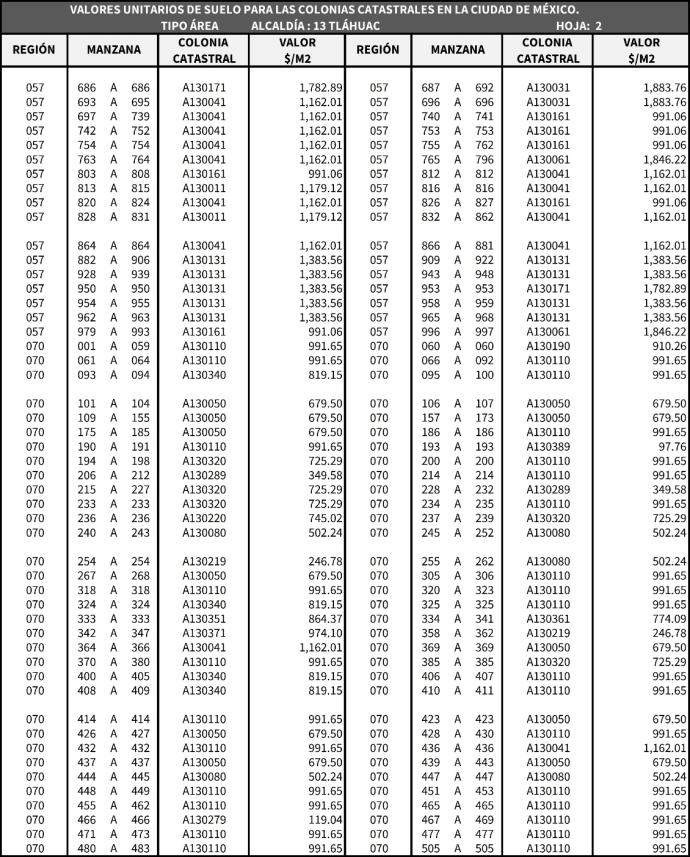 VALORES UNITARIOS DE SUELO PARA LAS COLONIAS CATASTRALES EN LA CIUDAD DE MÉXICO.
TIPO ÁREA ALCALDÍA : 13 TLÁHUAC HOJA: 2
REGIÓN MANZANA COLONIA CATASTRAL VALOR $/M2 REGIÓN MANZANA COLONIA CATASTRAL VALOR $/M2
057 686 A 686 A130171 1,782.89 057 687 A 692 A130031 1,883.76
057 693 A 695 A130041 1,162.01 057 696 A 696 A130031 1,883.76
057 697 A 739 A130041 1,162.01 057 740 A 741 A130161 991.06
057 742 A 752 A130041 1,162.01 057 753 A 753 A130161 991.06
057 754 A 754 A130041 1,162.01 057 755 A 762 A130161 991.06
057 763 A 764 A130041 1,162.01 057 765 A 796 A130061 1,846.22
057 803 A 808 A130161 991.06 057 812 A 812 A130041 1,162.01
057 813 A 815 A130011 1,179.12 057 816 A 816 A130041 1,162.01
057 820 A 824 A130041 1,162.01 057 826 A 827 A130161 991.06
057 828 A 831 A130011 1,179.12 057 832 A 862 A130041 1,162.01
057 864 A 864 A130041 1,162.01 057 866 A 881 A130041 1,162.01
057 882 A 906 A130131 1,383.56 057 909 A 922 A130131 1,383.56
057 928 A 939 A130131 1,383.56 057 943 A 948 A130131 1,383.56
057 950 A 950 A130131 1,383.56 057 953 A 953 A130171 1,782.89
057 954 A 955 A130131 1,383.56 057 958 A 959 A130131 1,383.56
057 962 A 963 A130131 1,383.56 057 965 A 968 A130131 1,383.56
057 979 A 993 A130161 991.06 057 996 A 997 A130061 1,846.22
070 001 A 059 A130110 991.65 070 060 A 060 A130190 910.26
070 061 A 064 A130110 991.65 070 066 A 092 A130110 991.65
070 093 A 094 A130340 819.15 070 095 A 100 A130110 991.65
070 101 A 104 A130050 679.50 070 106 A 107 A130050 679.50
070 109 A 155 A130050 679.50 070 157 A 173 A130050 679.50
070 175 A 185 A130050 679.50 070 186 A 186 A130110 991.65
070 190 A 191 A130110 991.65 070 193 A 193 A130389 97.76
070 194 A 198 A130320 725.29 070 200 A 200 A130110 991.65
070 206 A 212 A130289 349.58 070 214 A 214 A130110 991.65
070 215 A 227 A130320 725.29 070 228 A 232 A130289 349.58
070 233 A 233 A130320 725.29 070 234 A 235 A130110 991.65
070 236 A 236 A130220 745.02 070 237 A 239 A130320 725.29
070 240 A 243 A130080 502.24 070 245 A 252 A130110 991.65
070 254 A 254 A130219 246.78 070 255 A 262 A130080 502.24
070 267 A 268 A130050 679.50 070 305 A 306 A130110 991.65
070 318 A 318 A130110 991.65 070 320 A 323 A130110 991.65
070 324 A 324 A130340 819.15 070 325 A 325 A130110 991.65
070 333 A 333 A130351 864.37 070 334 A 341 A130361 774.09
070 342 A 347 A130371 974.10 070 358 A 362 A130219 246.78
070 364 A 366 A130041 1,162.01 070 369 A 369 A130050 679.50
070 370 A 380 A130110 991.65 070 385 A 385 A130320 725.29
070 400 A 405 A130340 819.15 070 406 A 407 A130110 991.65
070 408 A 409 A130340 819.15 070 410 A 411 A130110 991.65
070 414 A 414 A130110 991.65 070 423 A 423 A130050 679.50
070 426 A 427 A130050 679.50 070 428 A 430 A130110 991.65
070 432 A 432 A130110 991.65 070 436 A 436 A130041 1,162.01
070 437 A 437 A130050 679.50 070 439 A 443 A130050 679.50
070 444 A 445 A130080 502.24 070 447 A 447 A130080 502.24
070 448 A 449 A130110 991.65 070 451 A 453 A130110 991.65
070 455 A 462 A130110 991.65 070 465 A 465 A130110 991.65
070 466 A 466 A130279 119.04 070 467 A 469 A130110 991.65
070 471 A 473 A130110 991.65 070 477 A 477 A130110 991.65
070 480 A 483 A130110 991.65 070 505 A 505 A130110 991.65